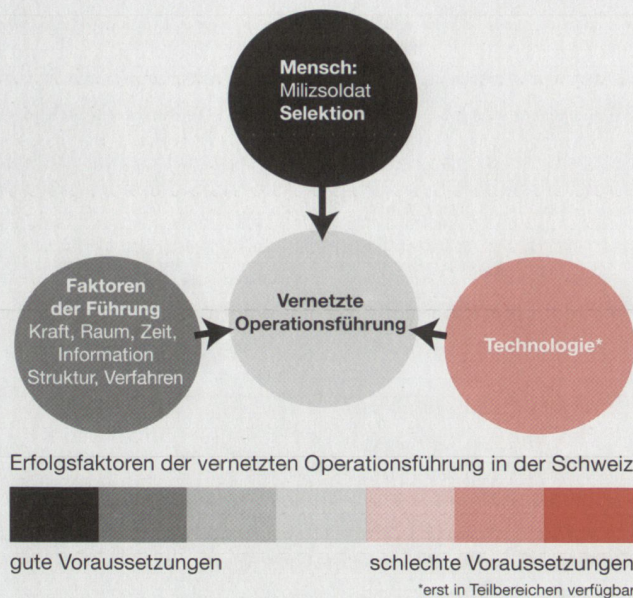 Mensch:
Milizsoldat
Selektion
Faktoren
der Führung
Kraft, Raum, Zeit,
Information
Struktur, Verfahren
Vernetzte
Operationsführung
Technologie*
Erfolgsfaktoren der vernetzten Operationsführung in der Schweiz
gute Voraussetzungen
schlechte Voraussetzungen
*erst in Teilbereichen verfügbar